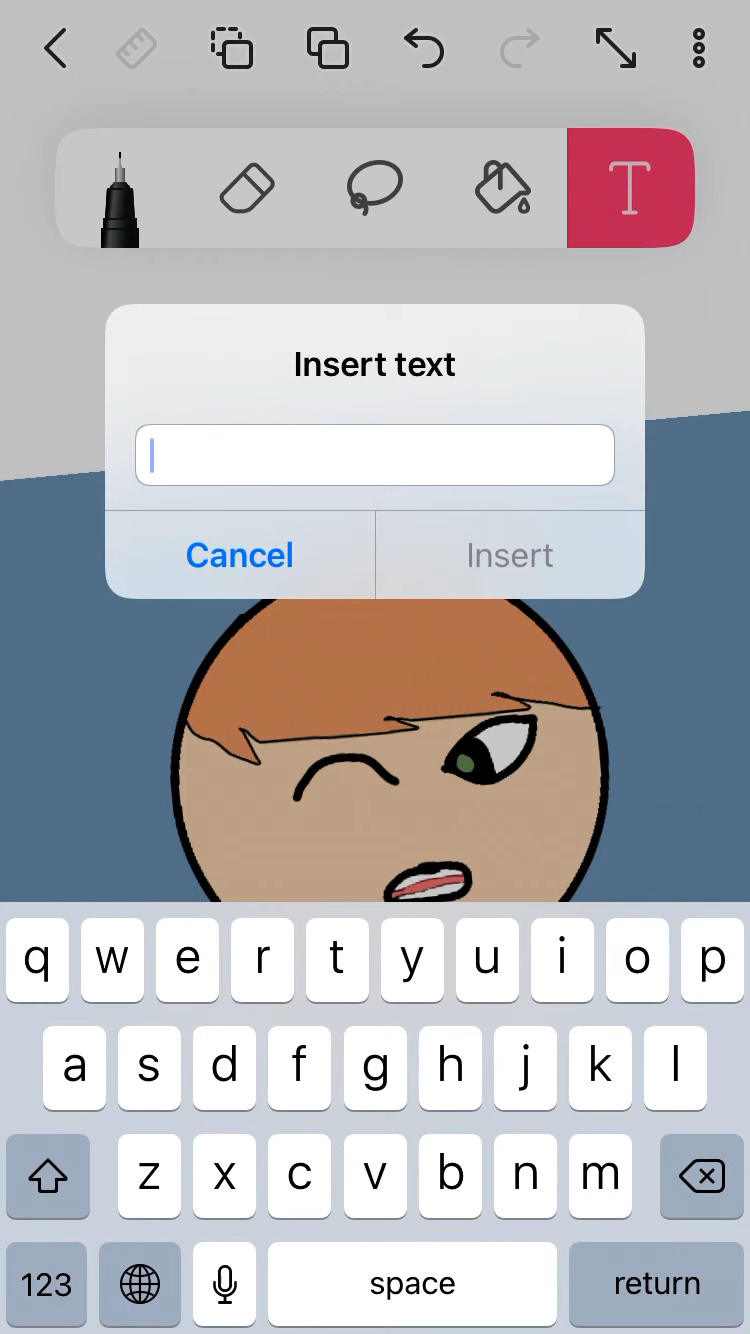 T
Insert text
Cancel Insert
q w e r t y u i o p
a s d f g h j k l
z x c v b n m
123 space return